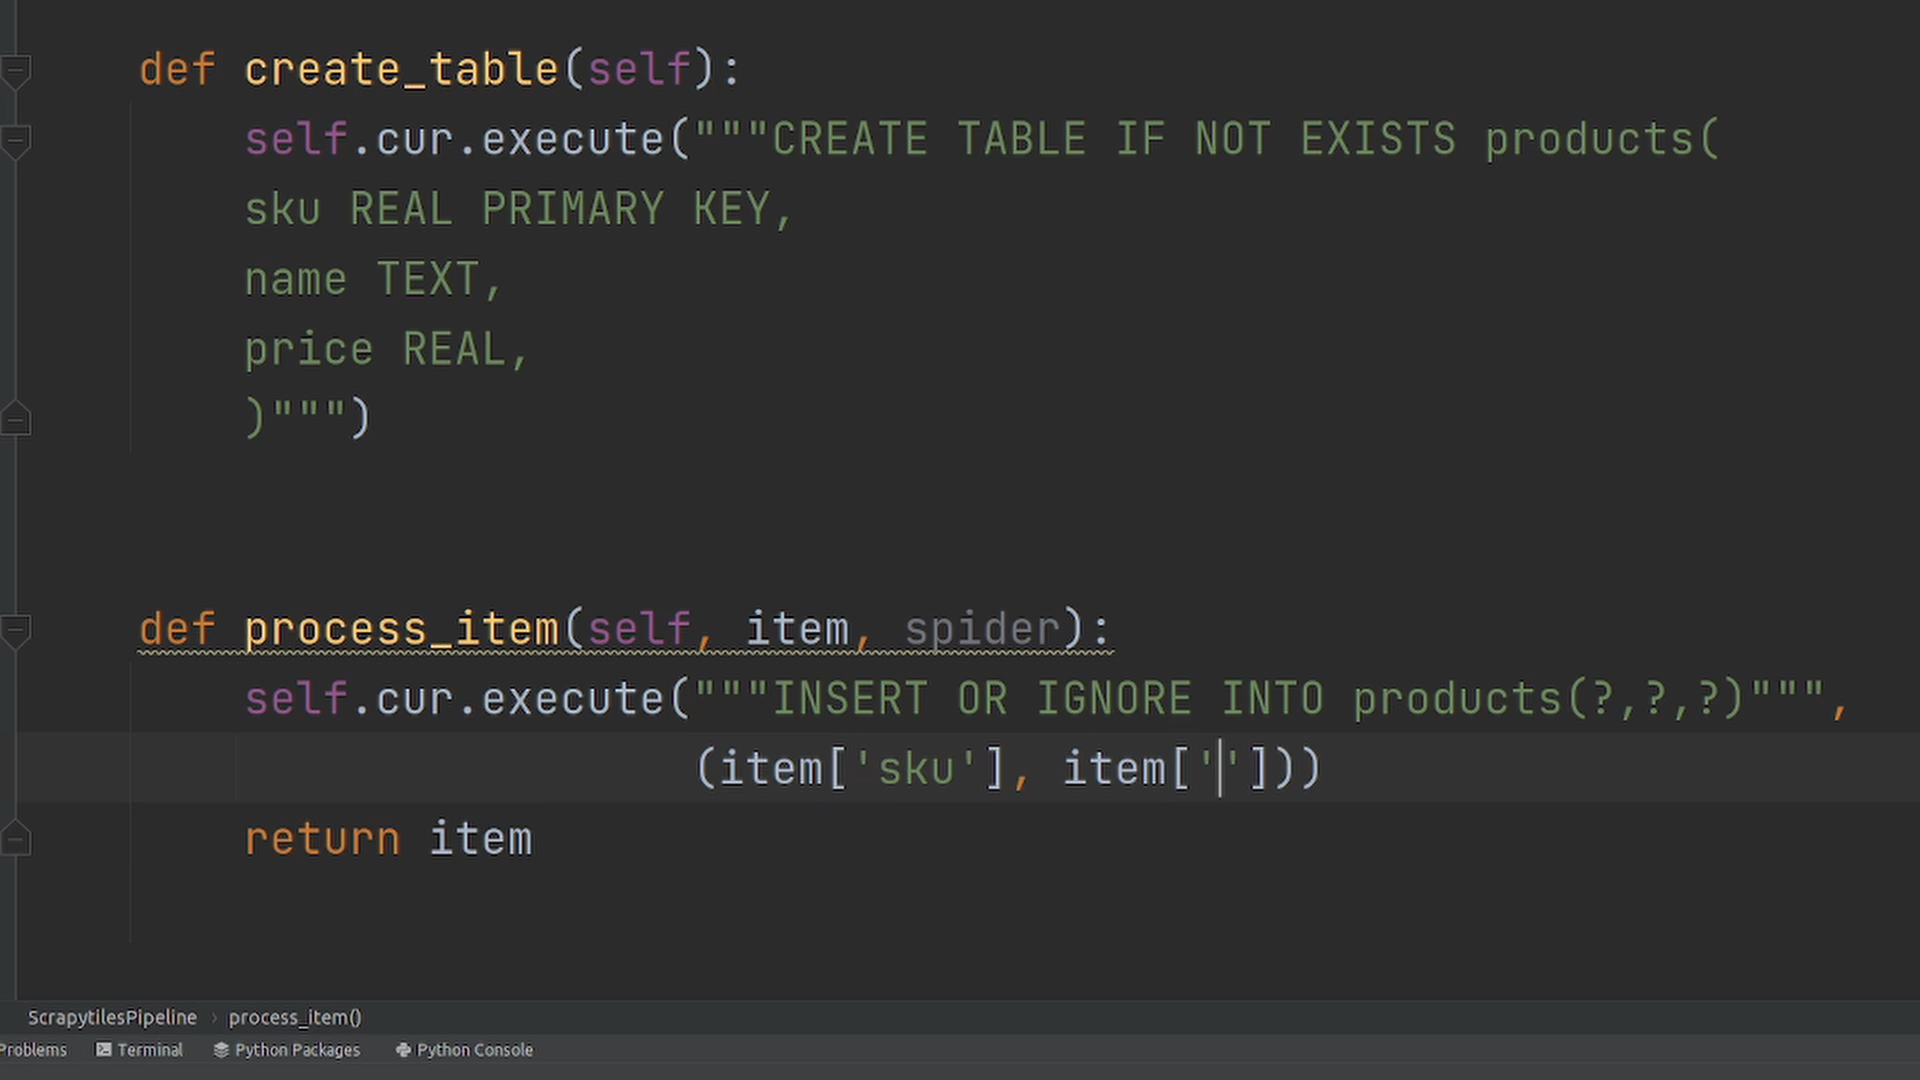 def create_table(self):
self.cur.execute("""CREATE TABLE IF NOT EXISTS products(
sku REAL PRIMARY KEY,
name TEXT,
price REAL,
)""")
def process_item(self, item, spider):
self.cur.execute("""INSERT OR IGNORE INTO products(?,?,?)""",
(item['sku'], item['']))
return item
ScrapytilesPipeline › process_item()
Problems Terminal Python Packages Python Console